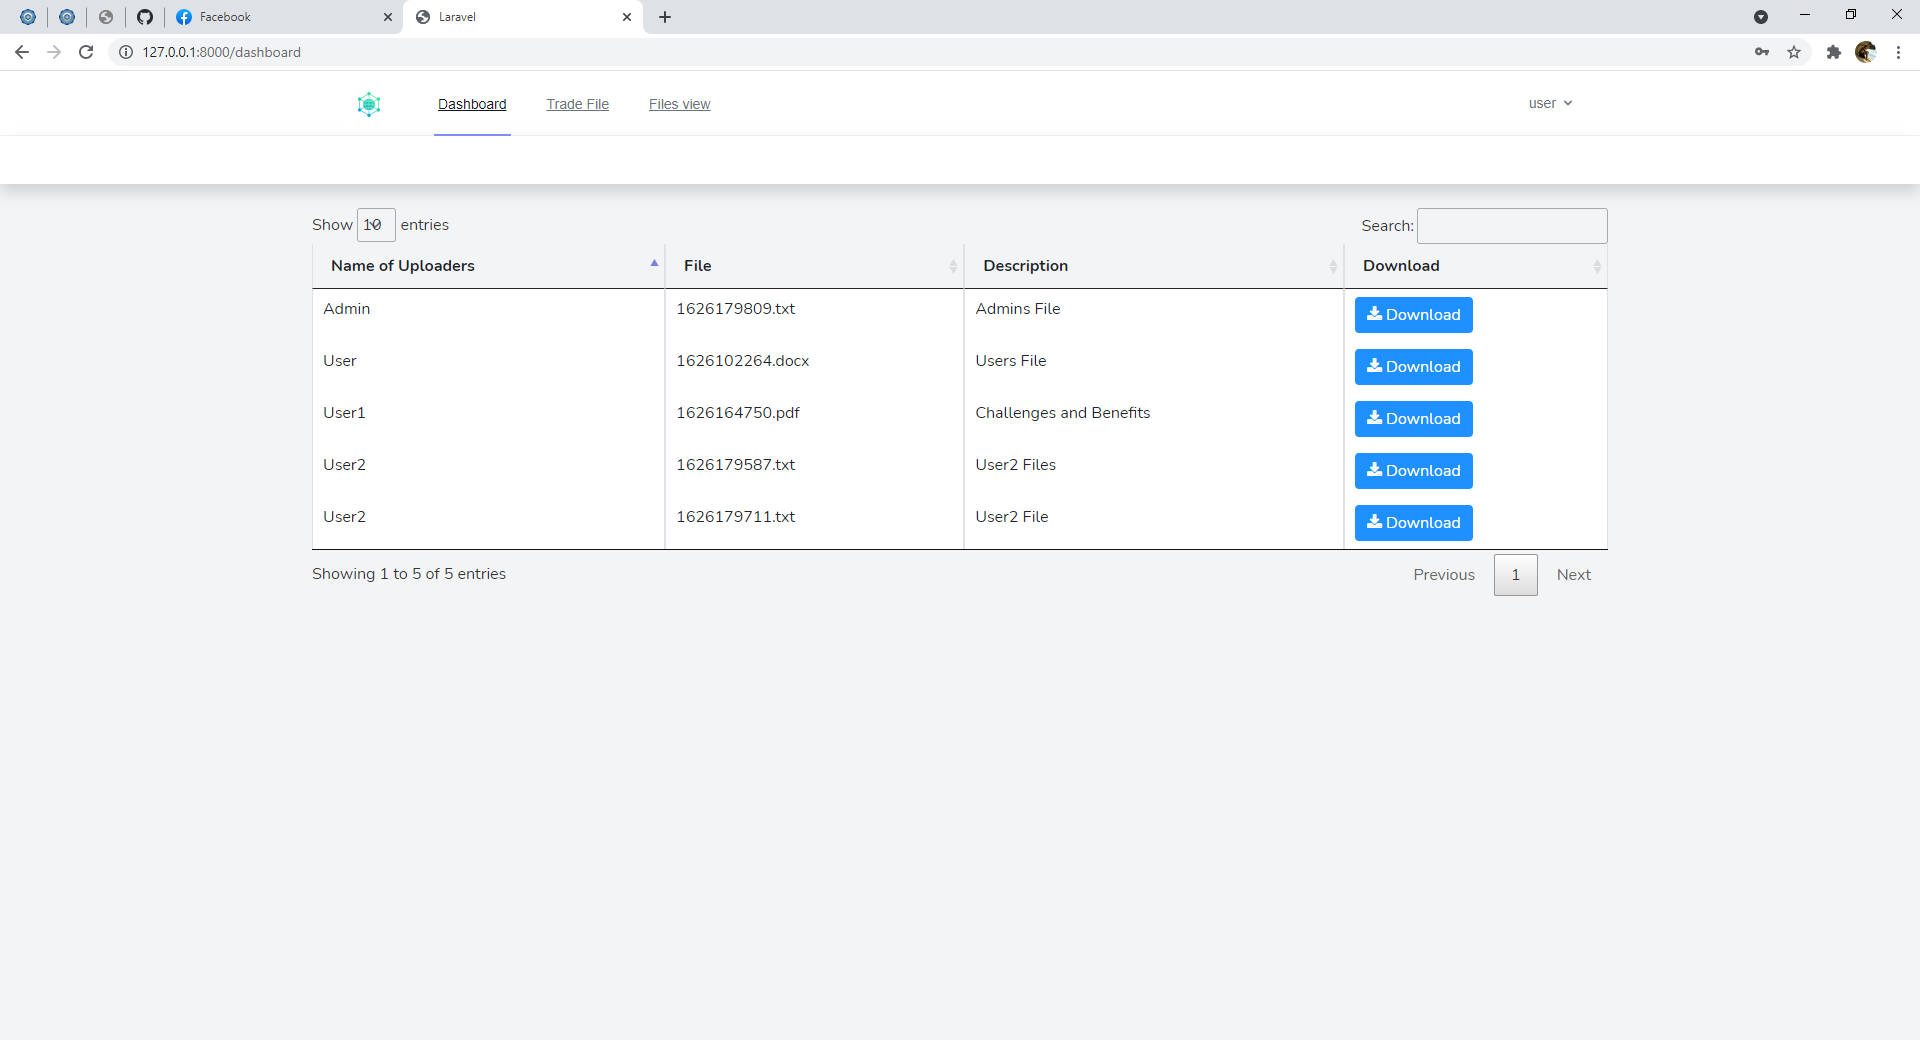 Facebook Laravel
127.0.0.1:8000/dashboard
Dashboard Trade File Files view user
Show 10 entries Search:
Name of Uploaders File Description Download
Admin 1626179809.txt Admins File Download
User 1626102264.docx Users File Download
User1 1626164750.pdf Challenges and Benefits Download
User2 1626179587.txt User2 Files Download
User2 1626179711.txt User2 File Download
Showing 1 to 5 of 5 entries Previous 1 Next